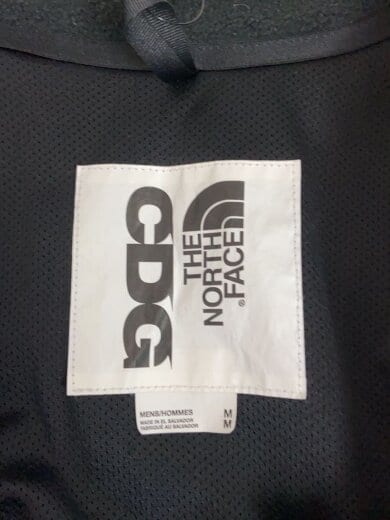 CDG
THE
NORTH
FACE®
MENS/HOMMES M
MADE IN EL SALVADOR M
FABRIQUÉ AU SALVADOR